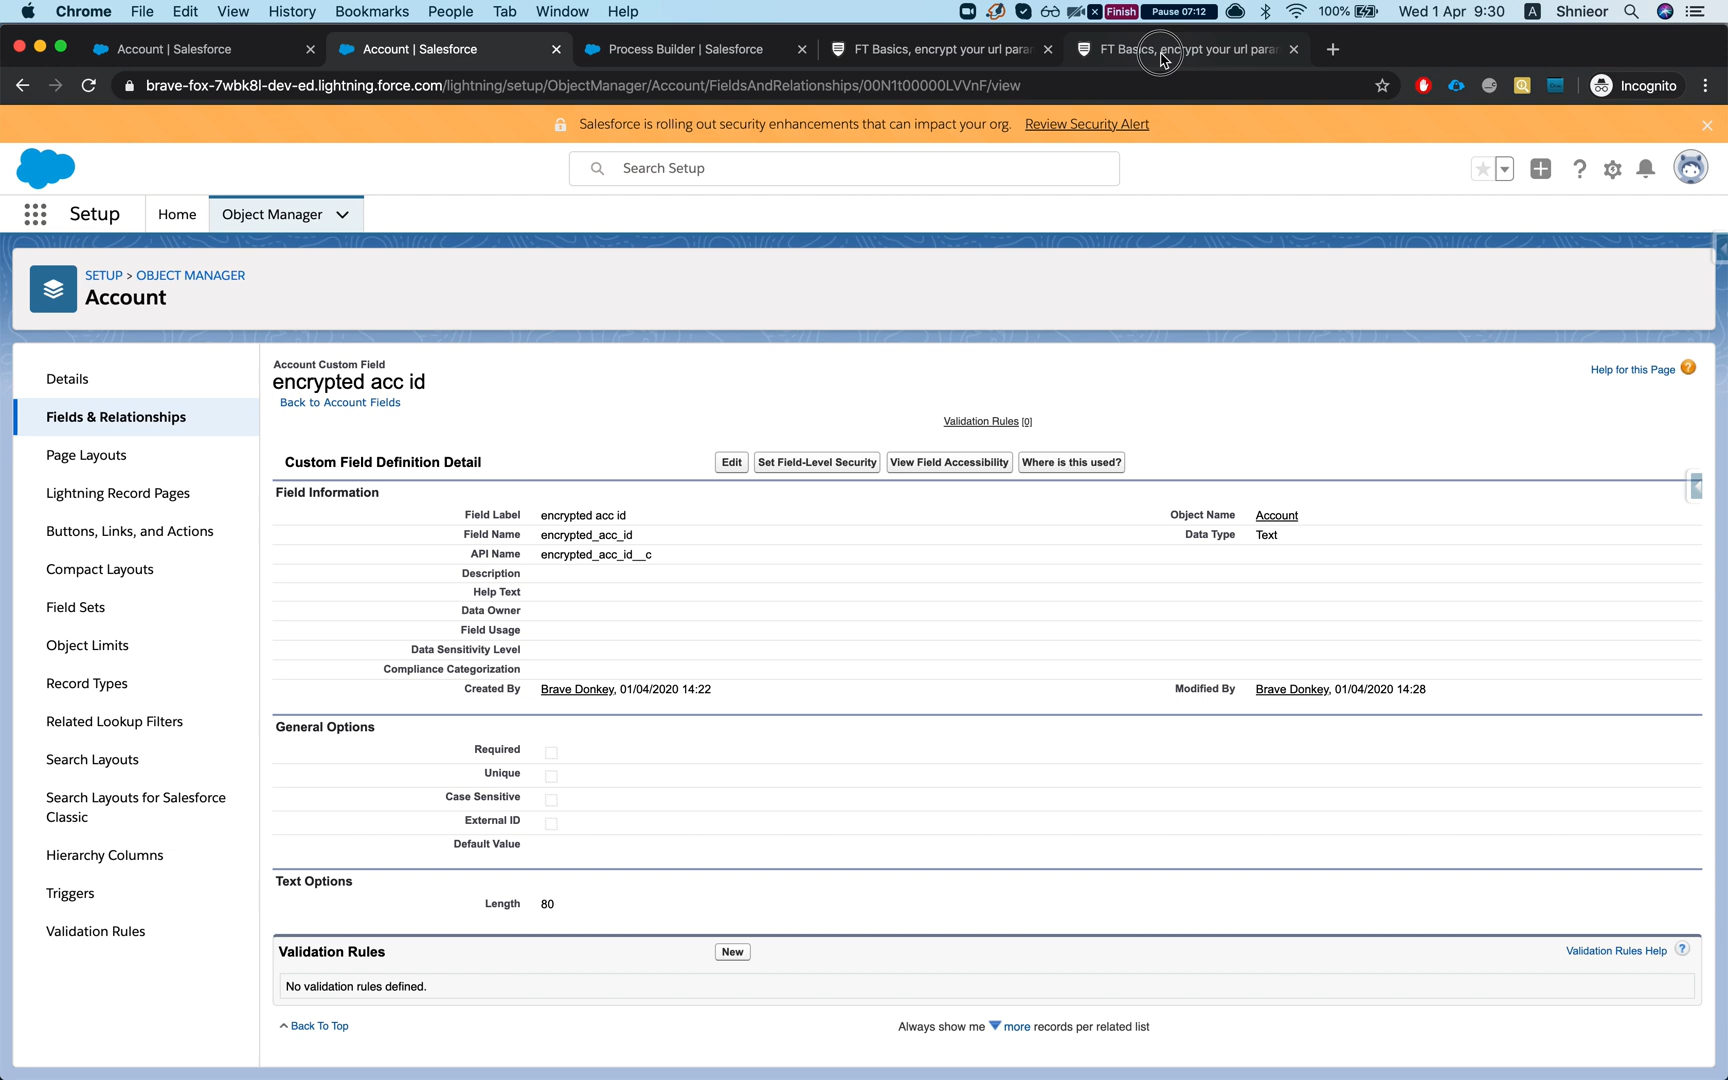 Chrome File Edit View History Bookmarks People Tab Window Help Finish Pause 07:12 100% Wed 1 Apr 9:30 A Shnieor
Account | Salesforce Account | Salesforce Process Builder | Salesforce FT Basics, encrypt your url para FT Basics, encrypt your url para
brave-fox-7wbk8l-dev-ed.lightning.force.com/lightning/setup/ObjectManager/Account/FieldsAndRelationships/00N1t00000LVVnF/view Incognito
Salesforce is rolling out security enhancements that can impact your org. Review Security Alert
Search Setup
Setup Home Object Manager
SETUP > OBJECT MANAGER
Account
Details
Fields & Relationships
Page Layouts
Lightning Record Pages
Buttons, Links, and Actions
Compact Layouts
Field Sets
Object Limits
Record Types
Related Lookup Filters
Search Layouts
Search Layouts for Salesforce
Classic
Hierarchy Columns
Triggers
Validation Rules
Account Custom Field
encrypted acc id
Back to Account Fields
Help for this Page
Validation Rules [0]
Custom Field Definition Detail Edit Set Field-Level Security View Field Accessibility Where is this used?
Field Information
Field Label encrypted acc id Object Name Account
Field Name encrypted_acc_id Data Type Text
API Name encrypted_acc_id__c
Description
Help Text
Data Owner
Field Usage
Data Sensitivity Level
Compliance Categorization
Created By Brave Donkey, 01/04/2020 14:22 Modified By Brave Donkey, 01/04/2020 14:28
General Options
Required
Unique
Case Sensitive
External ID
Default Value
Text Options
Length 80
Validation Rules New Validation Rules Help ?
No validation rules defined.
Back To Top Always show me more records per related list